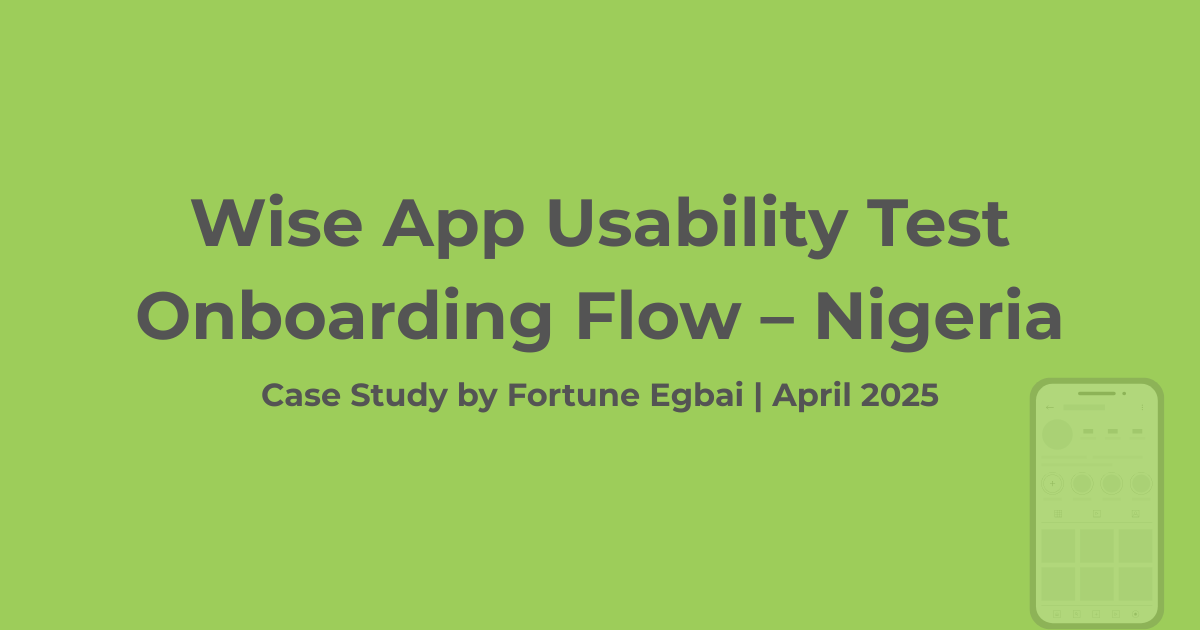 Wise App Usability Test
Onboarding Flow – Nigeria
Case Study by Fortune Egbai | April 2025